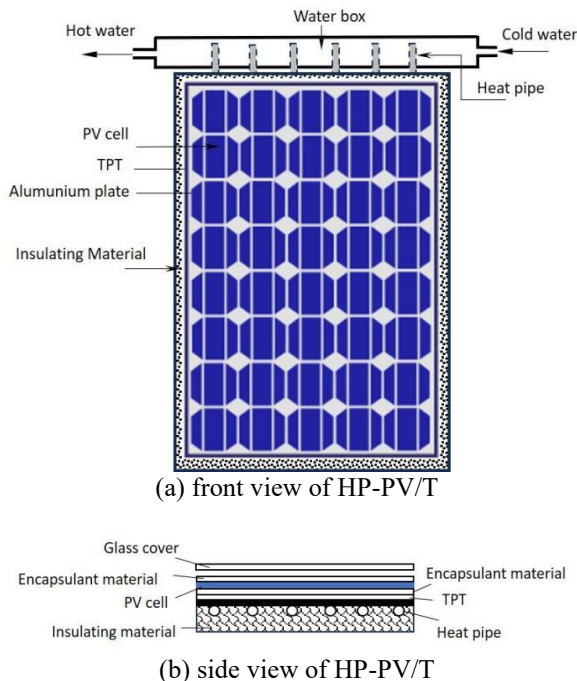 Water box
Hot water
Cold water
Heat pipe
PV cell
TPT
Alumunium plate
Insulating Material
(a) front view of HP-PV/T
Glass cover
Encapsulant material
Encapsulant material
PV cell
TPT
Insulating material
Heat pipe
(b) side view of HP-PV/T